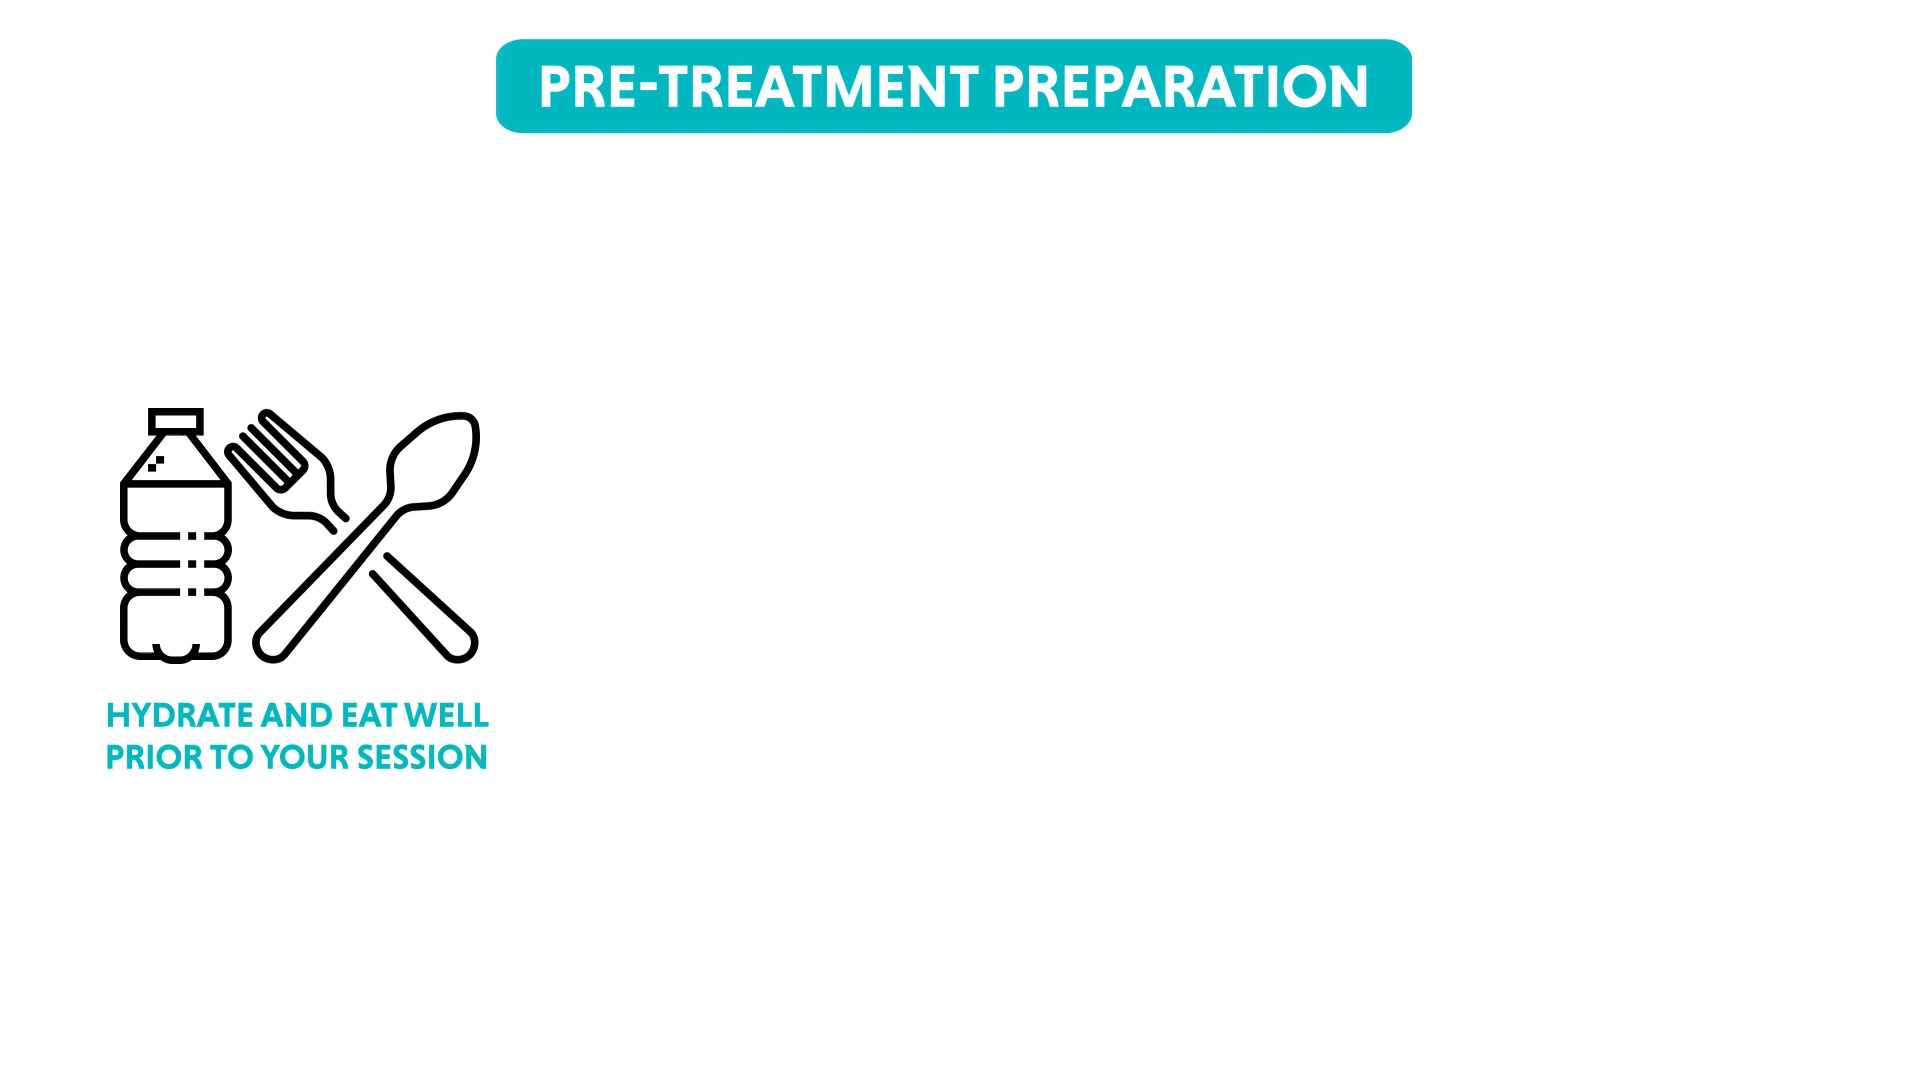 PRE-TREATMENT PREPARATION
HYDRATE AND EAT WELL
PRIOR TO YOUR SESSION